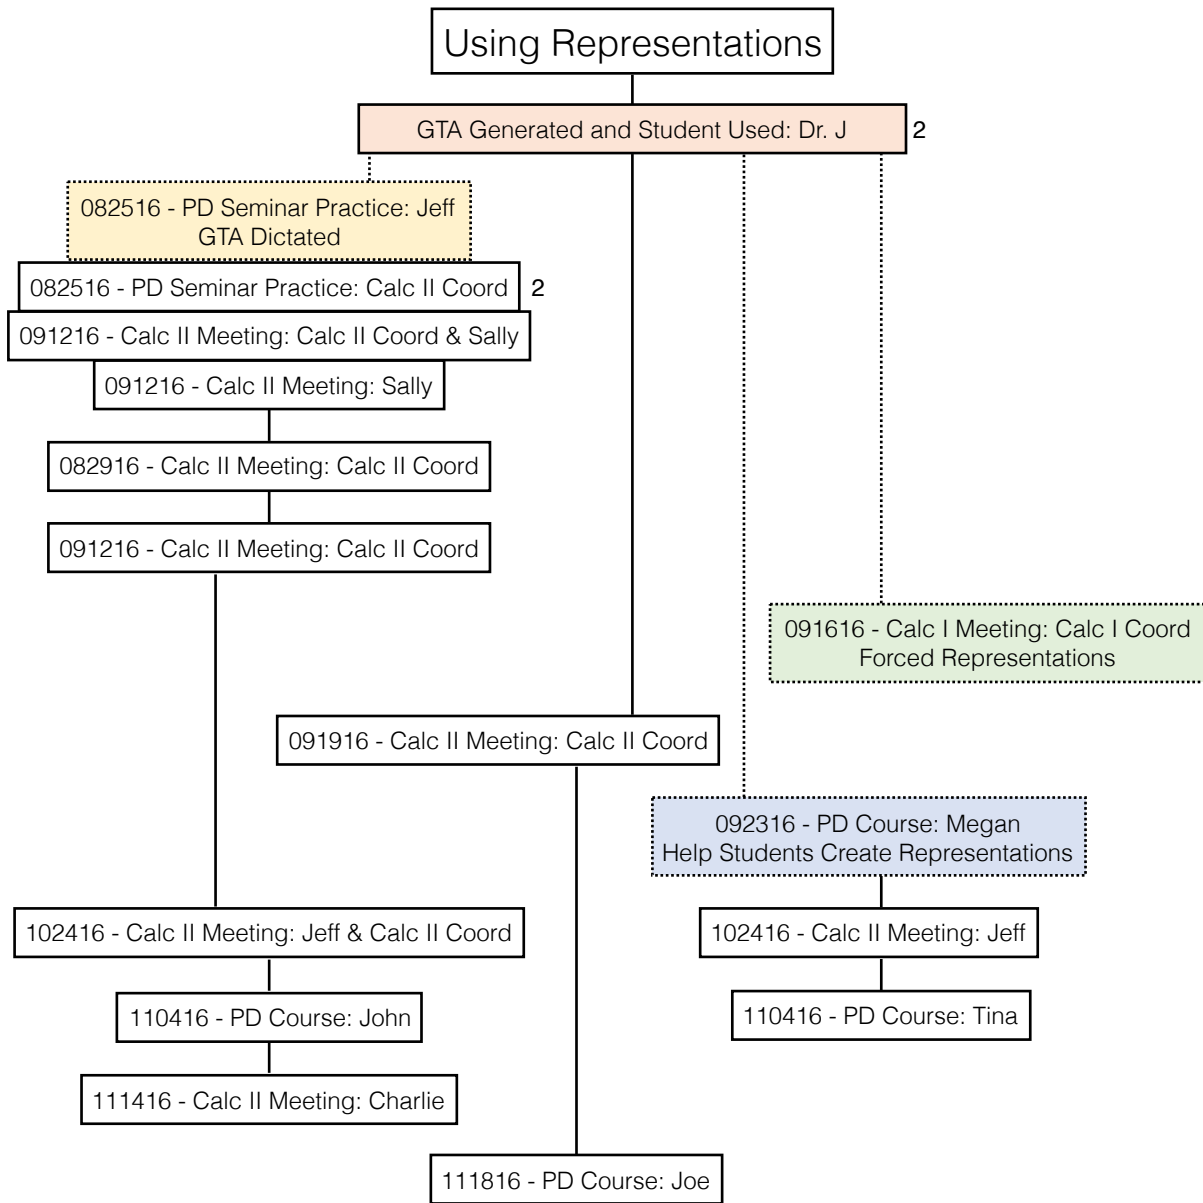 Using Representations
GTA Generated and Student Used: Dr. J
2
082516 - PD Seminar Practice: Jeff
GTA Dictated
082516 - PD Seminar Practice: Calc II Coord
2
091216 - Calc II Meeting: Calc II Coord & Sally
091216 - Calc II Meeting: Sally
082916 - Calc II Meeting: Calc II Coord
091216 - Calc II Meeting: Calc II Coord
091616 - Calc I Meeting: Calc I Coord
Forced Representations
091916 - Calc II Meeting: Calc II Coord
092316 - PD Course: Megan
Help Students Create Representations
102416 - Calc II Meeting: Jeff & Calc II Coord
102416 - Calc II Meeting: Jeff
110416 - PD Course: John
110416 - PD Course: Tina
111416 - Calc II Meeting: Charlie
111816 - PD Course: Joe